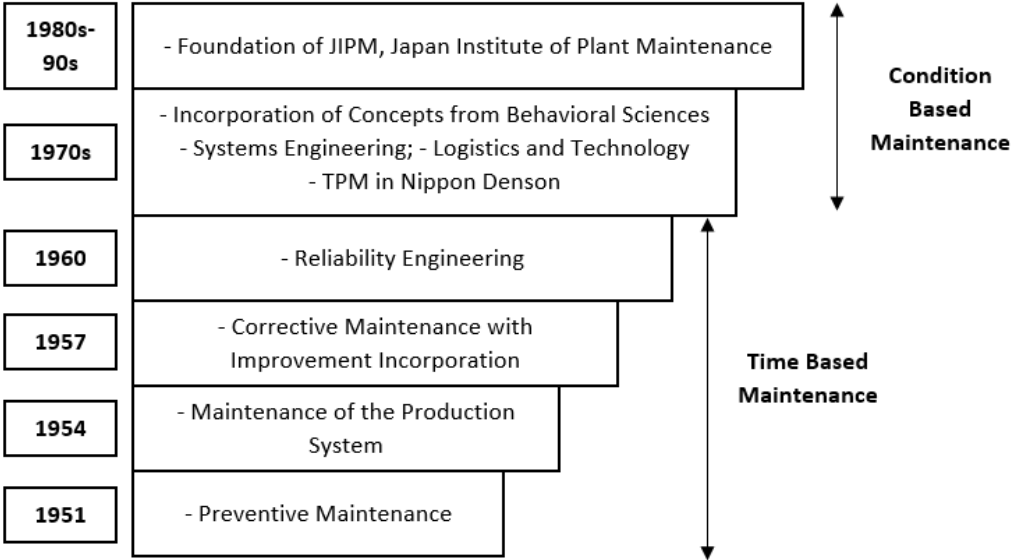 1980s-
90s
- Foundation of JIPM, Japan Institute of Plant Maintenance
Condition
Based
Maintenance
1970s
- Incorporation of Concepts from Behavioral Sciences
- Systems Engineering; - Logistics and Technology
- TPM in Nippon Denson
1960
- Reliability Engineering
1957
- Corrective Maintenance with
Improvement Incorporation
Time Based
Maintenance
1954
- Maintenance of the Production
System
1951
- Preventive Maintenance